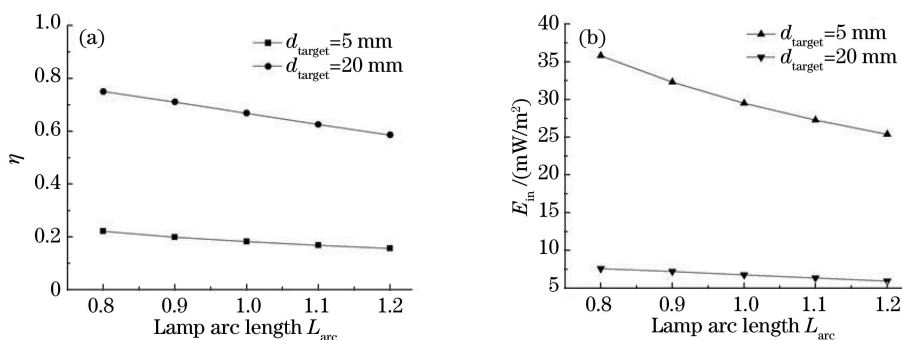 (a)
d_target=5 mm
d_target=20 mm
1.0
0.8
0.6
0.4
0.2
0
η
0.8 0.9 1.0 1.1 1.2
Lamp arc length L_arc
(b)
d_target=5 mm
d_target=20 mm
40
35
30
25
20
15
10
5
E_in /(mW/m²)
0.8 0.9 1.0 1.1 1.2
Lamp arc length L_arc